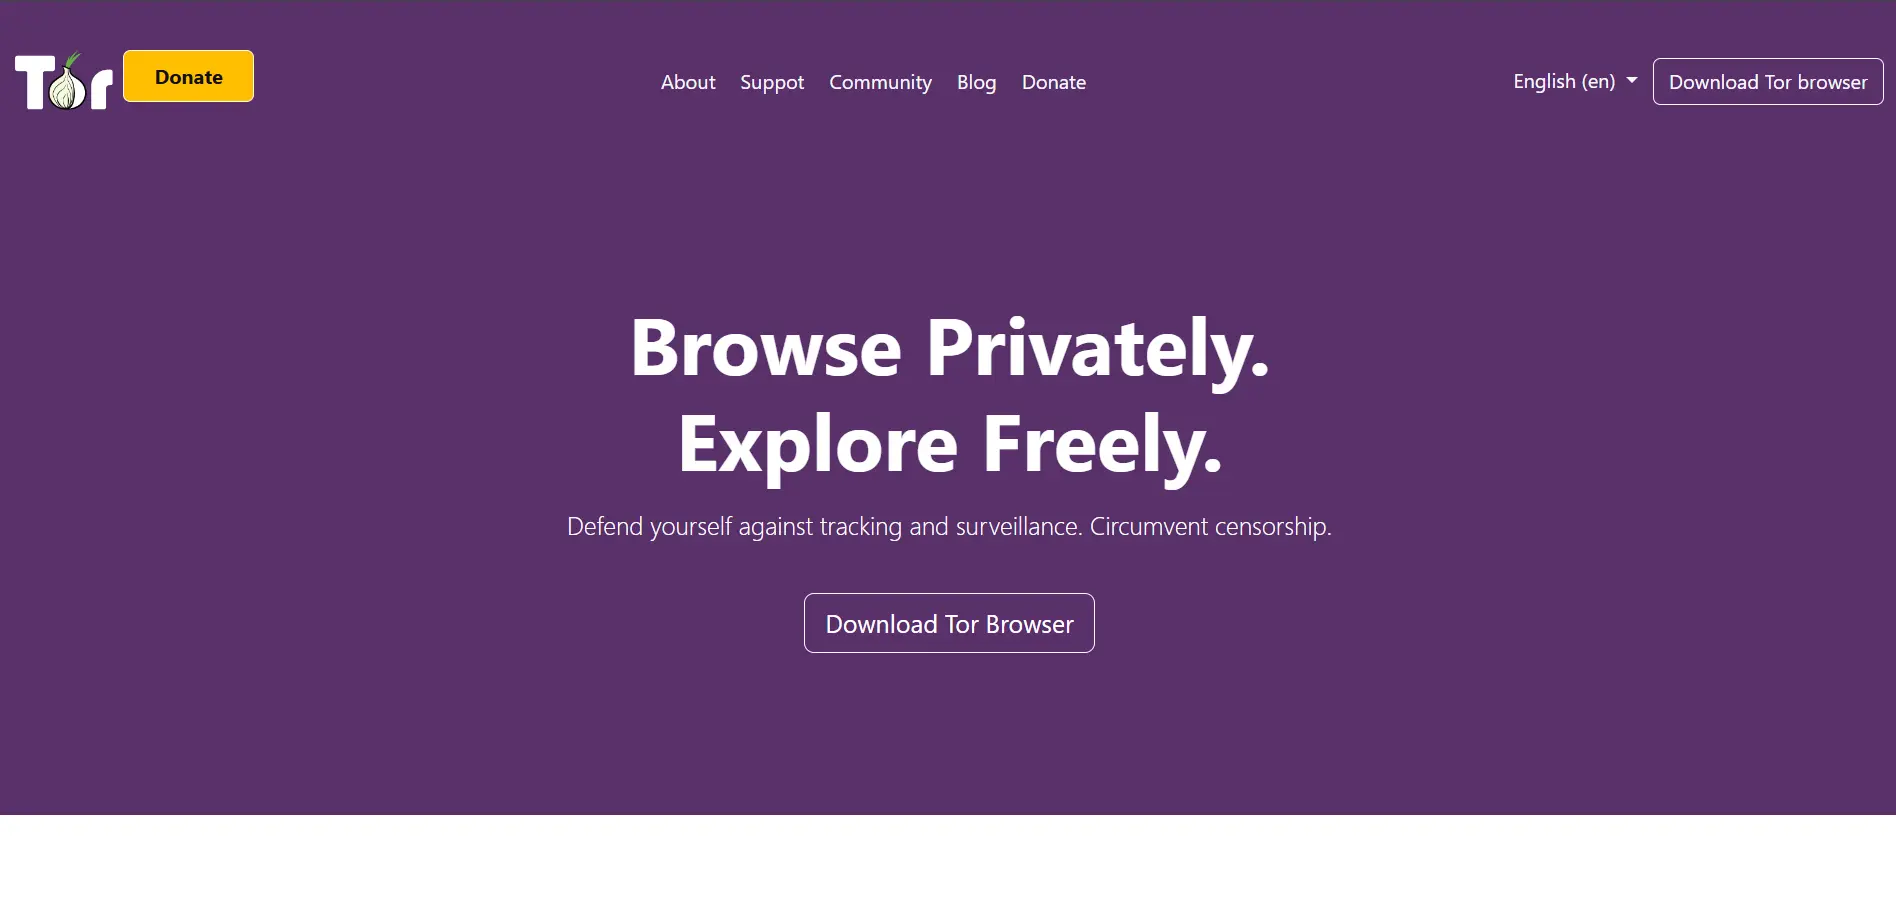 Tor
Donate
About
Suppot
Community
Blog
Donate
English (en)
Download Tor browser
Browse Privately.
Explore Freely.
Defend yourself against tracking and surveillance. Circumvent censorship.
Download Tor Browser